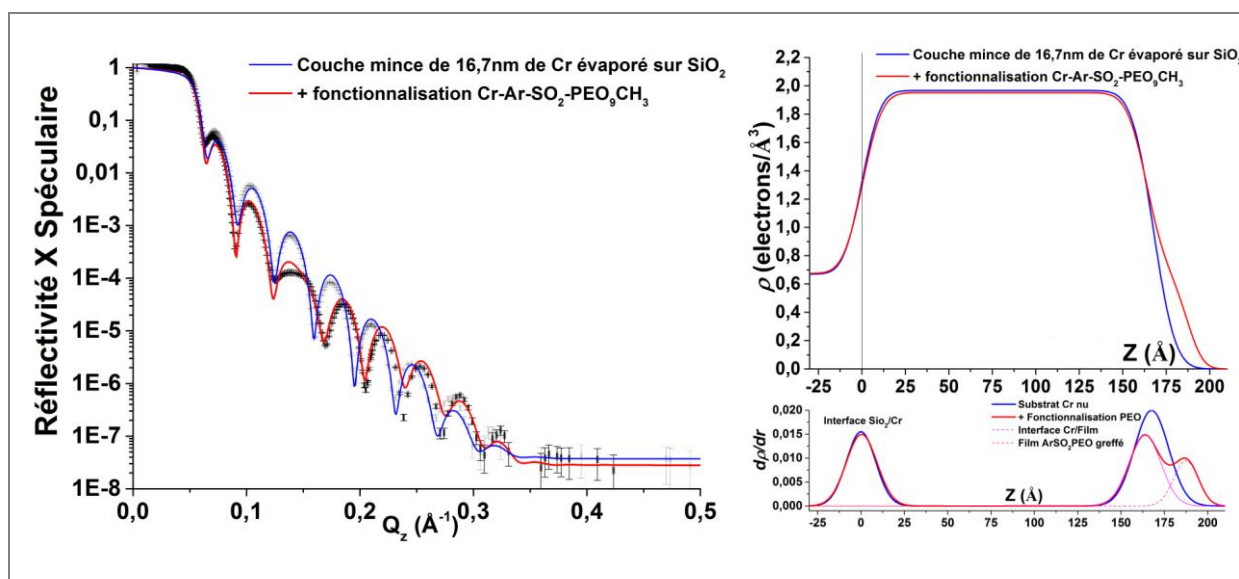 Réflectivité X Spéculaire
1
0,1
0,01
1E-3
1E-4
1E-5
1E-6
1E-7
1E-8
0,0 0,1 0,2 0,3 0,4 0,5
Qz (Å-1)
Couche mince de 16,7nm de Cr évaporé sur SiO2
+ fonctionnalisation Cr-Ar-SO2-PEO9CH3
ρ (electrons/Å3)
2,2
2,0
1,8
1,6
1,4
1,2
1,0
0,8
0,6
0,4
0,2
0,0
Couche mince de 16,7nm de Cr évaporé sur SiO2
+ fonctionnalisation Cr-Ar-SO2-PEO9CH3
Z (Å)
-25 0 25 50 75 100 125 150 175 200
dρ/dr
0,020
0,015
0,010
0,005
0,000
Interface Sio2/Cr
Substrat Cr nu
+ Fonctionnalisation PEO
Interface Cr/Film
Film ArSO2PEO greffé
Z (Å)
-25 0 25 50 75 100 125 150 175 200